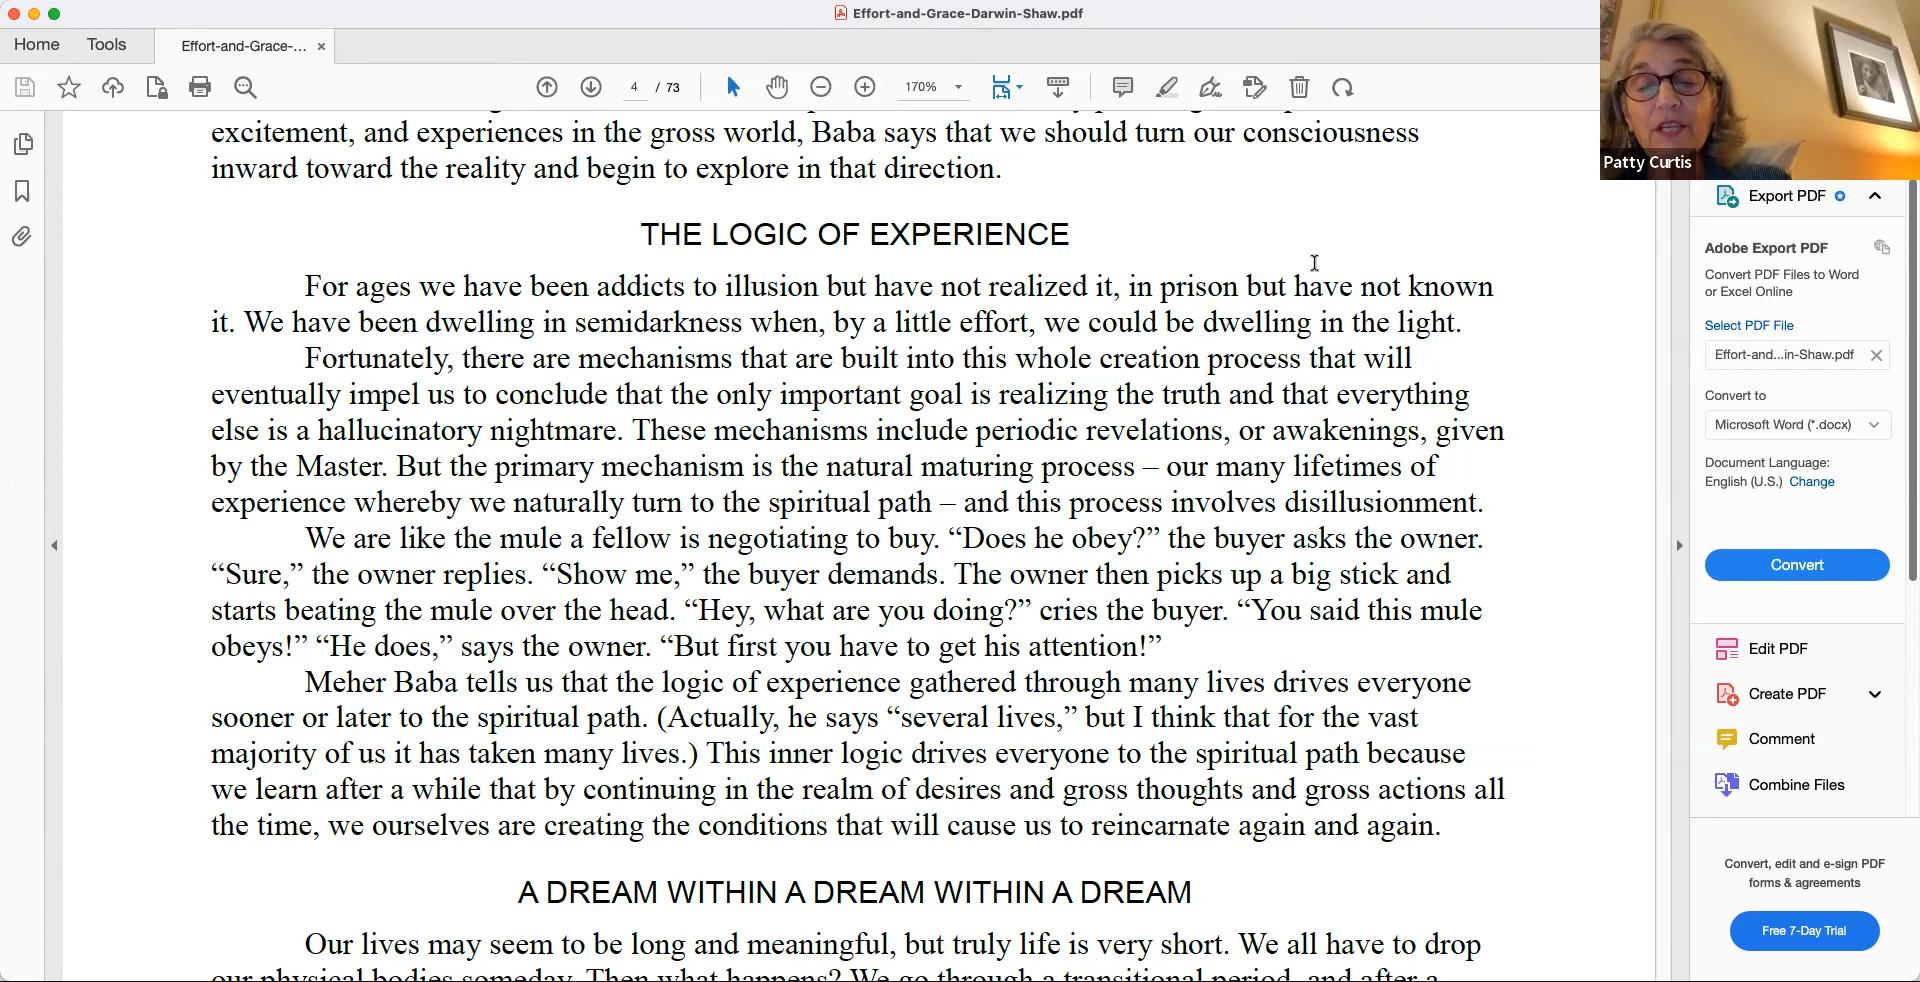 Effort-and-Grace-Darwin-Shaw.pdf
Home Tools Effort-and-Grace-... ×
4 / 73 170%
Patty Curtis
excitement, and experiences in the gross world, Baba says that we should turn our consciousness
inward toward the reality and begin to explore in that direction.
THE LOGIC OF EXPERIENCE
For ages we have been addicts to illusion but have not realized it, in prison but have not known
it. We have been dwelling in semidarkness when, by a little effort, we could be dwelling in the light.
Fortunately, there are mechanisms that are built into this whole creation process that will
eventually impel us to conclude that the only important goal is realizing the truth and that everything
else is a hallucinatory nightmare. These mechanisms include periodic revelations, or awakenings, given
by the Master. But the primary mechanism is the natural maturing process – our many lifetimes of
experience whereby we naturally turn to the spiritual path – and this process involves disillusionment.
We are like the mule a fellow is negotiating to buy. “Does he obey?” the buyer asks the owner.
“Sure,” the owner replies. “Show me,” the buyer demands. The owner then picks up a big stick and
starts beating the mule over the head. “Hey, what are you doing?” cries the buyer. “You said this mule
obeys!” “He does,” says the owner. “But first you have to get his attention!”
Meher Baba tells us that the logic of experience gathered through many lives drives everyone
sooner or later to the spiritual path. (Actually, he says “several lives,” but I think that for the vast
majority of us it has taken many lives.) This inner logic drives everyone to the spiritual path because
we learn after a while that by continuing in the realm of desires and gross thoughts and gross actions all
the time, we ourselves are creating the conditions that will cause us to reincarnate again and again.
A DREAM WITHIN A DREAM WITHIN A DREAM
Our lives may seem to be long and meaningful, but truly life is very short. We all have to drop
our physical bodies someday. Then what happens? We go through a transitional period, and after a
Export PDF
Adobe Export PDF
Convert PDF Files to Word
or Excel Online
Select PDF File
Effort-and...in-Shaw.pdf
Convert to
Microsoft Word (*.docx)
Document Language:
English (U.S.) Change
Convert
Edit PDF
Create PDF
Comment
Combine Files
Convert, edit and e-sign PDF
forms & agreements
Free 7-Day Trial